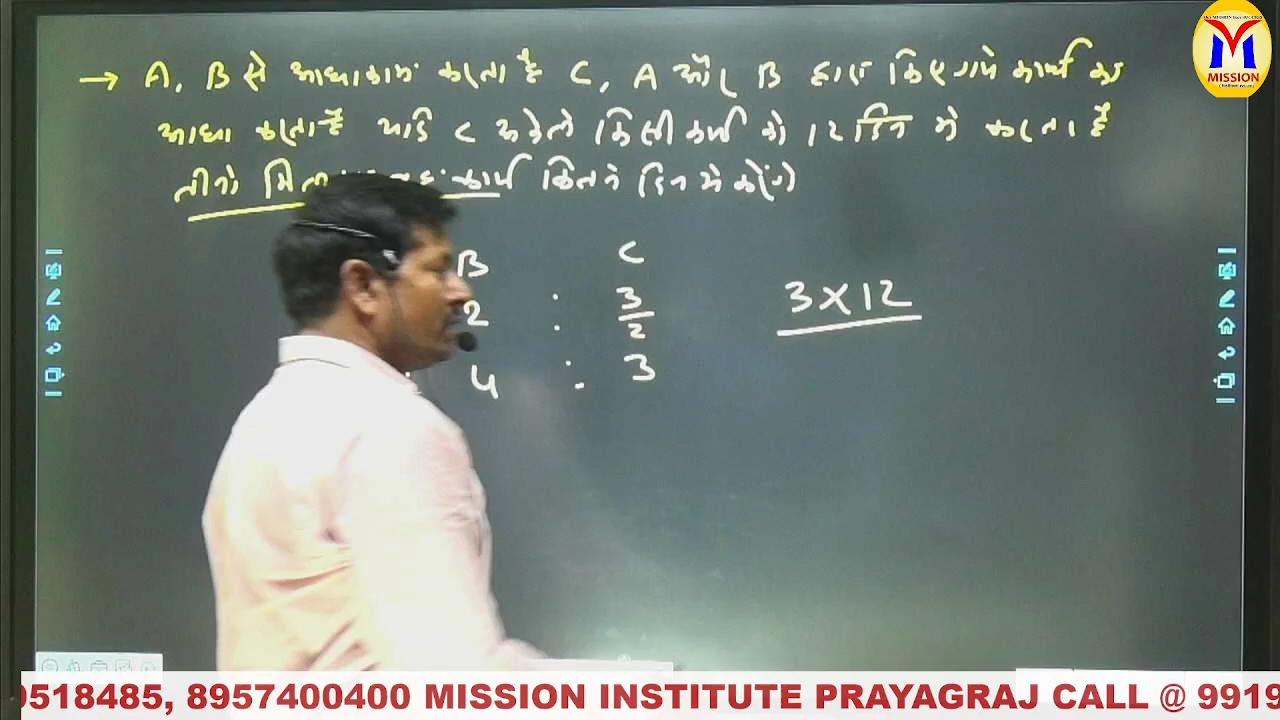 → A, B से आधा काम करता है C, A और B द्वारा किए गये कार्य का
आधा करता है यदि C अकेले किसी कार्य को 12 दिन में करता है
तीनो मिल कार्य कितने दिन में करेंगे
B C
2 : 3/2
: 4 : 3
3 X 12
MISSION
0518485, 8957400400 MISSION INSTITUTE PRAYAGRAJ CALL @ 9919